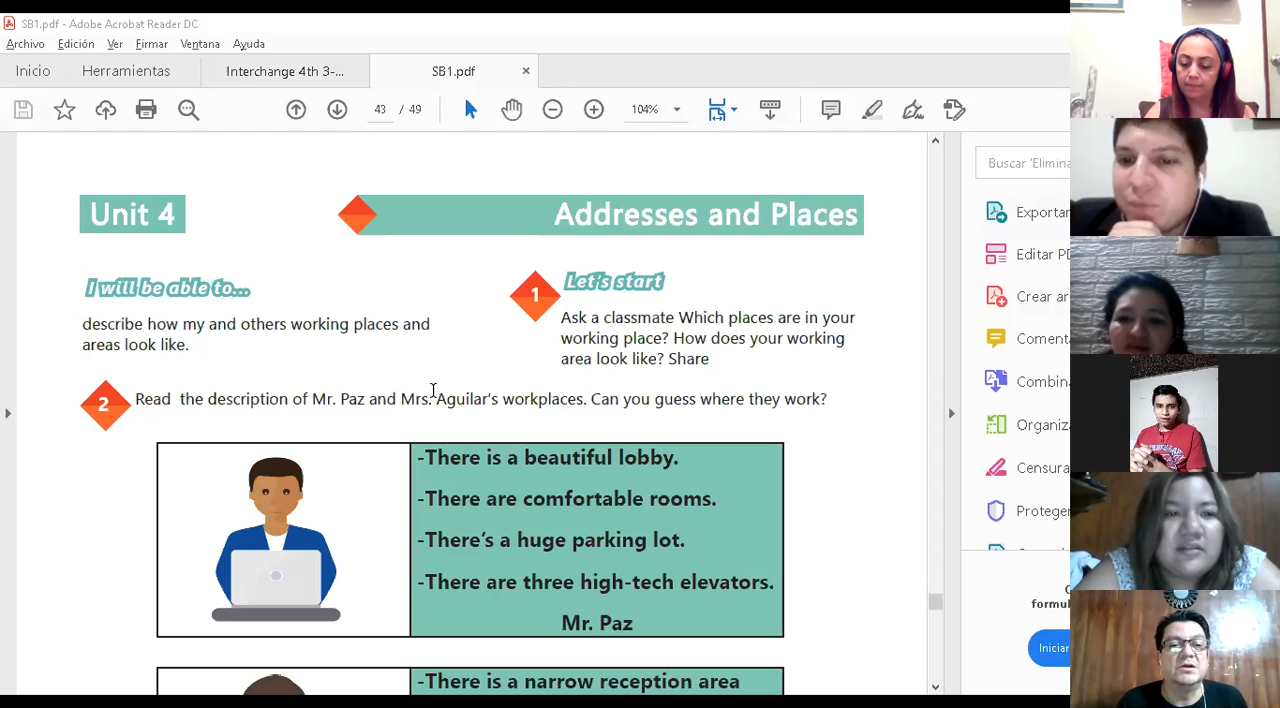 SB1.pdf - Adobe Acrobat Reader DC
Archivo Edición Ver Firmar Ventana Ayuda
Inicio Herramientas Interchange 4th 3-... SB1.pdf ×
43 / 49 104%
Buscar 'Elimina
Unit 4 Addresses and Places
I will be able to...
describe how my and others working places and
areas look like.
1 Let's start
Ask a classmate Which places are in your
working place? How does your working
area look like? Share
2 Read the description of Mr. Paz and Mrs. Aguilar's workplaces. Can you guess where they work?
-There is a beautiful lobby.
-There are comfortable rooms.
-There's a huge parking lot.
-There are three high-tech elevators.
Mr. Paz
-There is a narrow reception area
Exportar
Editar PD
Crear ar
Comenta
Combin
Organiz
Censura
Proteger
formul
Iniciar